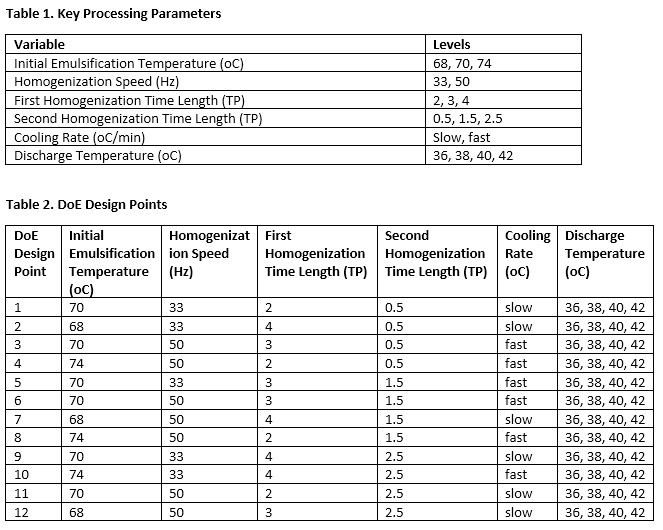 Table 1. Key Processing Parameters
Variable Levels
Initial Emulsification Temperature (oC) 68, 70, 74
Homogenization Speed (Hz) 33, 50
First Homogenization Time Length (TP) 2, 3, 4
Second Homogenization Time Length (TP) 0.5, 1.5, 2.5
Cooling Rate (oC/min) Slow, fast
Discharge Temperature (oC) 36, 38, 40, 42
Table 2. DoE Design Points
DoE Initial Homogenizat First Second Cooling Discharge
Design Emulsification ion Speed Homogenization Homogenization Rate Temperature
Point Temperature (Hz) Time Length (TP) Time Length (TP) (oC) (oC)
(oC)
1 70 33 2 0.5 slow 36, 38, 40, 42
2 68 33 4 0.5 slow 36, 38, 40, 42
3 70 50 3 0.5 fast 36, 38, 40, 42
4 74 50 2 0.5 fast 36, 38, 40, 42
5 70 33 3 1.5 fast 36, 38, 40, 42
6 70 50 3 1.5 fast 36, 38, 40, 42
7 68 50 4 1.5 slow 36, 38, 40, 42
8 74 50 2 1.5 fast 36, 38, 40, 42
9 70 33 4 2.5 slow 36, 38, 40, 42
10 74 33 4 2.5 fast 36, 38, 40, 42
11 70 50 2 2.5 slow 36, 38, 40, 42
12 68 50 3 2.5 slow 36, 38, 40, 42